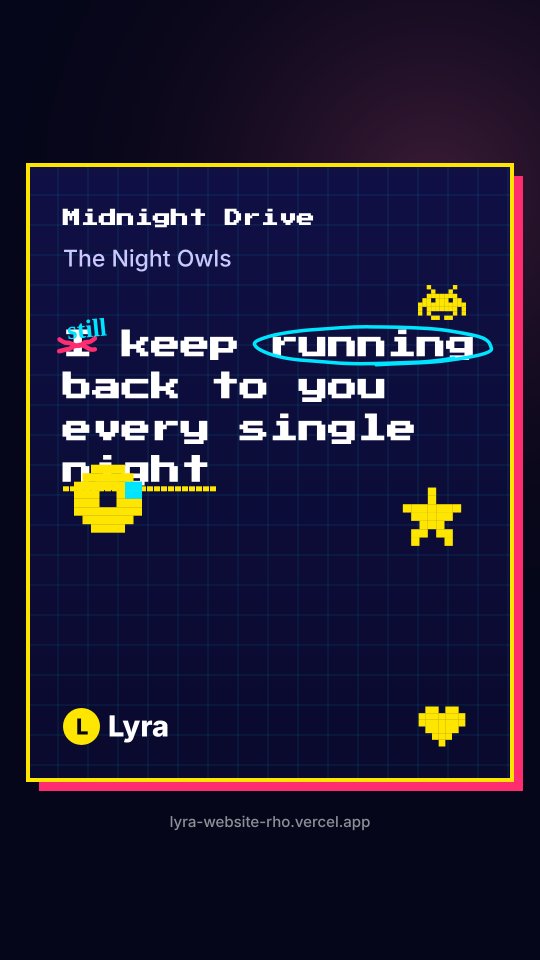 Midnight Drive
The Night Owls
still
I keep running
back to you
every single
night
L Lyra
lyra-website-rho.vercel.app